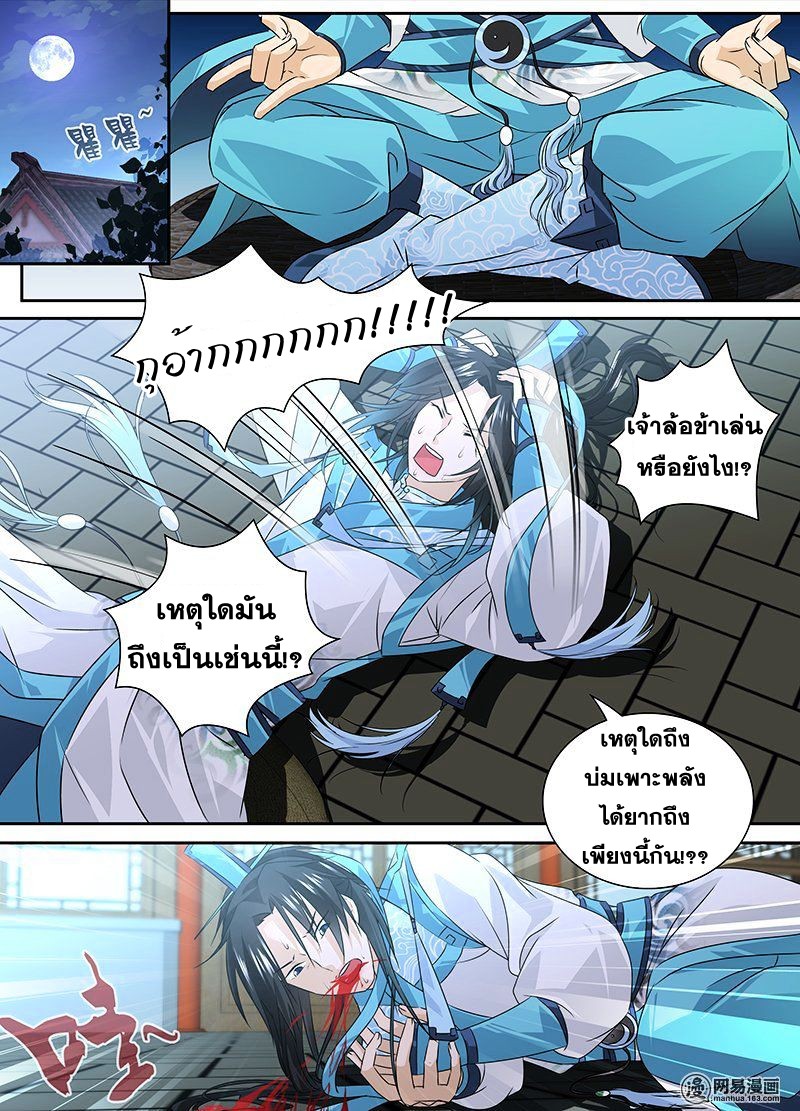 瞿瞿~
กุอ๊ากกกกกก!!!!!
เจ้าล้อข้าเล่น
หรือยังไง!?
เหตุใดมัน
ถึงเป็นเช่นนี้!?
เหตุใดถึง
บ่มเพาะพลัง
ได้ยากถึง
เพียงนี้กัน!??
哇~
网易漫画
manhua.163.com